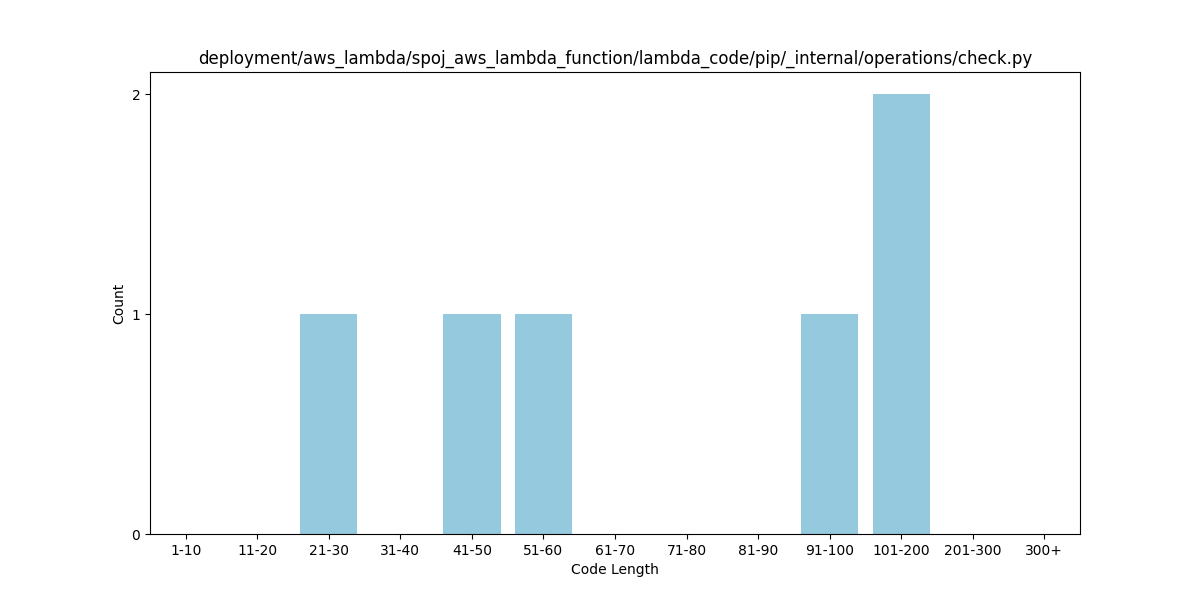 deployment/aws_lambda/spoj_aws_lambda_function/lambda_code/pip/_internal/operations/check.py
2
1
0
Count
1-10 11-20 21-30 31-40 41-50 51-60 61-70 71-80 81-90 91-100 101-200 201-300 300+
Code Length